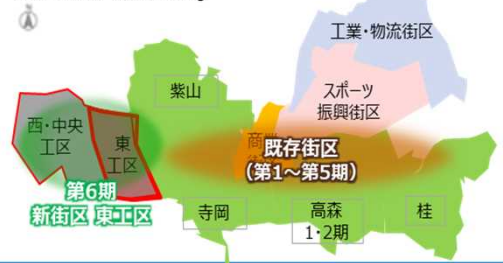 工業・物流街区
スポーツ
振興街区
紫山
西・中央
工区
東
工区
商業
既存街区
（第1～第5期）
第6期
新街区 東工区
寺岡
高森
1・2期
桂